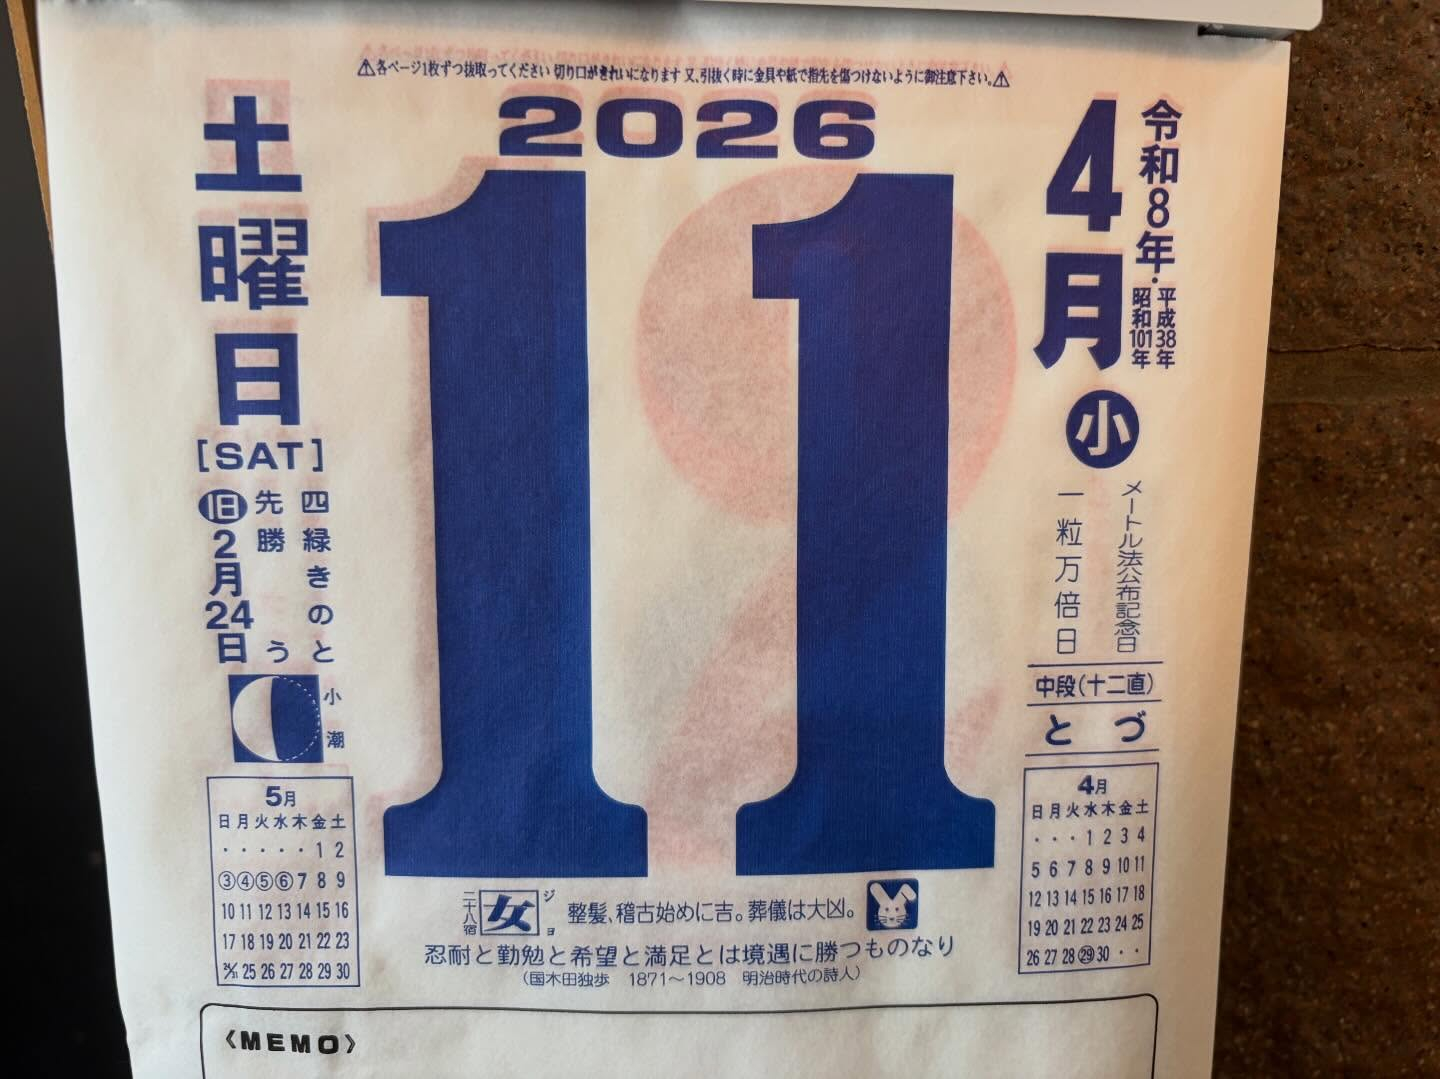 ⚠各ページ1枚ずつ抜取ってください 切り口がきれいになります 又、引抜く時に金具や紙で指先を傷つけないように御注意下さい。⚠
2026
令和8年・平成38年
昭和101年
4月
小
メートル法公布記念日
一粒万倍日
中段(十二直)
とづ
11
土曜日
[SAT]
四緑きのと
先勝 う
旧2月24日
小潮
5月
日月火水木金土
・・・・・1 2
③④⑤⑥7 8 9
10 11 12 13 14 15 16
17 18 19 20 21 22 23
24/31 25 26 27 28 29 30
4月
日月火水木金土
・・・1 2 3 4
5 6 7 8 9 10 11
12 13 14 15 16 17 18
19 20 21 22 23 24 25
26 27 28 ㉙ 30 ・・
二十八宿 女 ジョ 整髪、稽古始めに吉。葬儀は大凶。
忍耐と勤勉と希望と満足とは境遇に勝つものなり
(国木田独歩 1871〜1908 明治時代の詩人)
《MEMO》